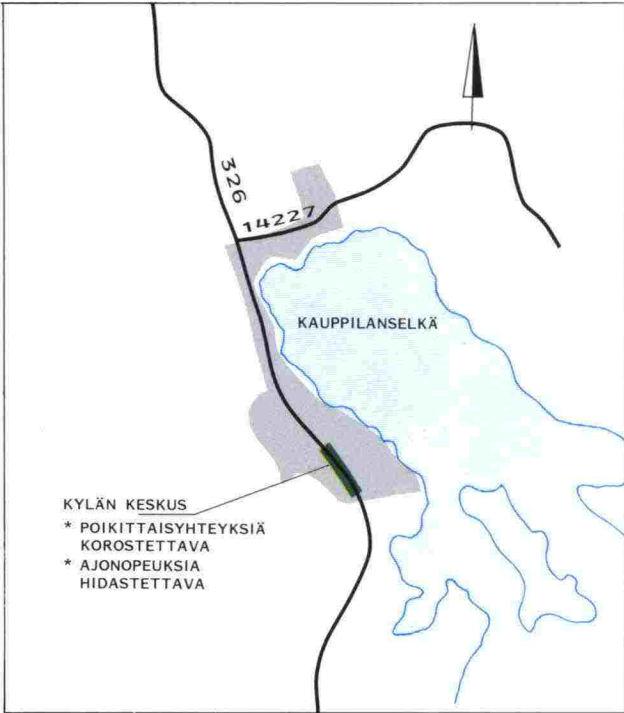 326
14227
KAUPPILANSELKÄ
KYLÄN KESKUS
* POIKITTAISYHTEYKSIÄ
KOROSTETTAVA
* AJONOPEUKSIA
HIDASTETTAVA